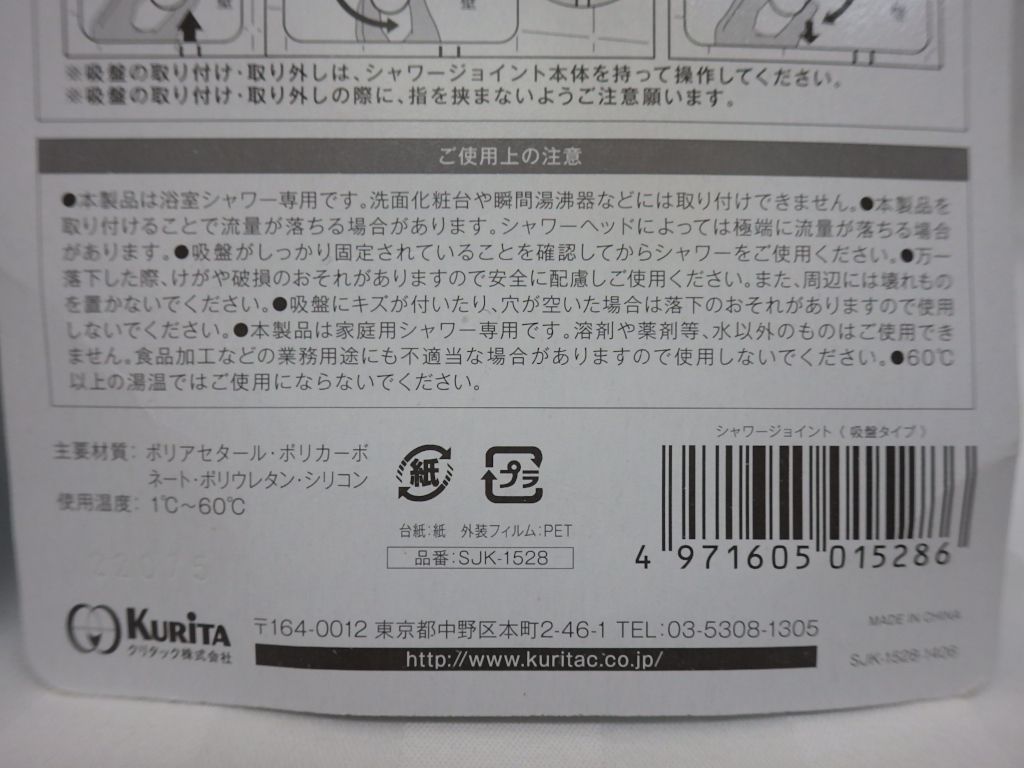 壁
壁
※吸盤の取り付け・取り外しは、シャワージョイント本体を持って操作してください。
※吸盤の取り付け・取り外しの際に、指を挟まないようご注意願います。
ご使用上の注意
●本製品は浴室シャワー専用です。洗面化粧台や瞬間湯沸器などには取り付けできません。●本製品を
取り付けることで流量が落ちる場合があります。シャワーヘッドによっては極端に流量が落ちる場合
があります。●吸盤がしっかり固定されていることを確認してからシャワーをご使用ください。●万一
落下した際、けがや破損のおそれがありますので安全に配慮しご使用ください。また、周辺には壊れもの
を置かないでください。●吸盤にキズが付いたり、穴が空いた場合は落下のおそれがありますので使用
しないでください。●本製品は家庭用シャワー専用です。溶剤や薬剤等、水以外のものはご使用でき
ません。食品加工などの業務用途にも不適当な場合がありますので使用しないでください。●60℃
以上の湯温ではご使用にならないでください。
主要材質：ポリアセタール・ポリカーボ
ネート・ポリウレタン・シリコン
使用温度：1℃～60℃
紙
プラ
台紙：紙　外装フィルム：PET
品番：SJK-1528
シャワージョイント（吸盤タイプ）
4 971605 015286
KURITA
クリタック株式会社
〒164-0012 東京都中野区本町2-46-1 TEL：03-5308-1305
http://www.kuritac.co.jp/
MADE IN CHINA
SJK-1528-1406